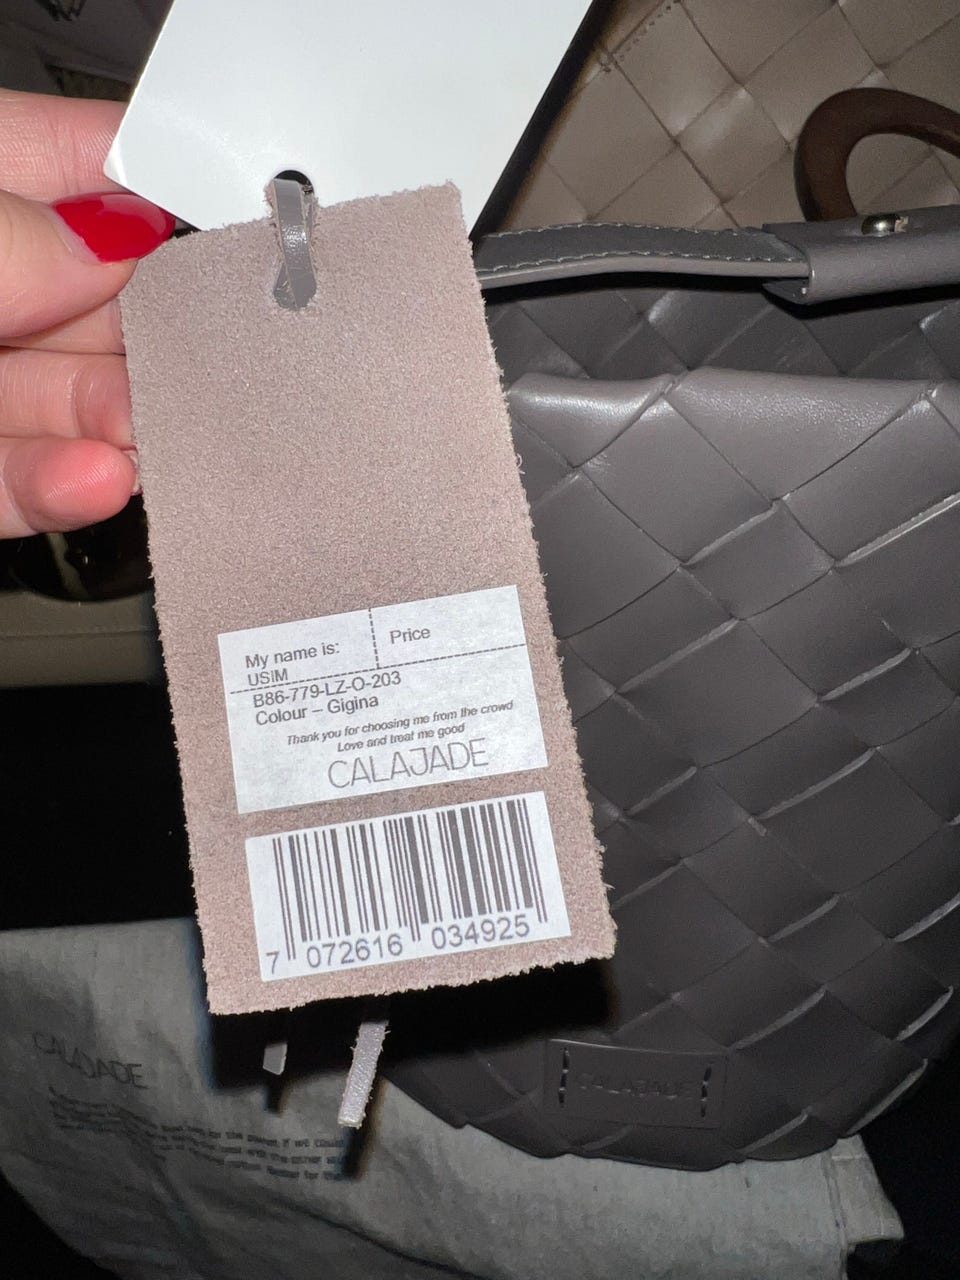 My name is:
USIM
Price
B86-779-LZ-O-203
Colour – Gigina
Thank you for choosing me from the crowd
Love and treat me good
CALAJADE
7 072616 034925
CALAJADE
CALAJADE